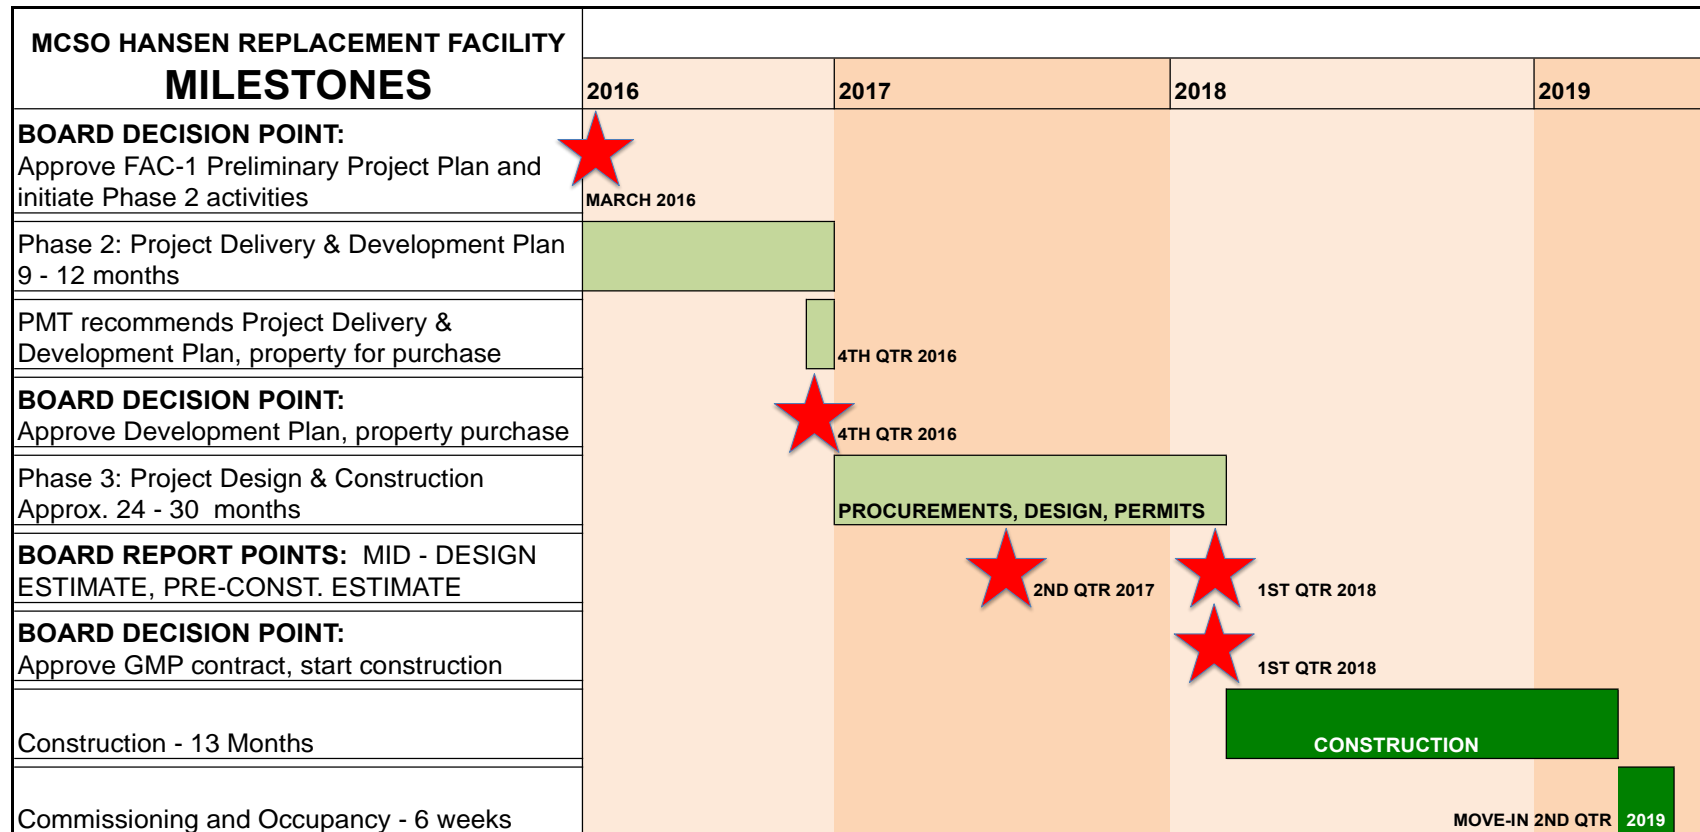 MCSO HANSEN REPLACEMENT FACILITY
MILESTONES
2016
2017
2018
2019
BOARD DECISION POINT:
Approve FAC-1 Preliminary Project Plan and
initiate Phase 2 activities
MARCH 2016
Phase 2: Project Delivery & Development Plan
9 - 12 months
PMT recommends Project Delivery &
Development Plan, property for purchase
4TH QTR 2016
BOARD DECISION POINT:
Approve Development Plan, property purchase
4TH QTR 2016
Phase 3: Project Design & Construction
Approx. 24 - 30 months
PROCUREMENTS, DESIGN, PERMITS
BOARD REPORT POINTS: MID - DESIGN
ESTIMATE, PRE-CONST. ESTIMATE
2ND QTR 2017
1ST QTR 2018
BOARD DECISION POINT:
Approve GMP contract, start construction
1ST QTR 2018
Construction - 13 Months
CONSTRUCTION
Commissioning and Occupancy - 6 weeks
MOVE-IN 2ND QTR 2019